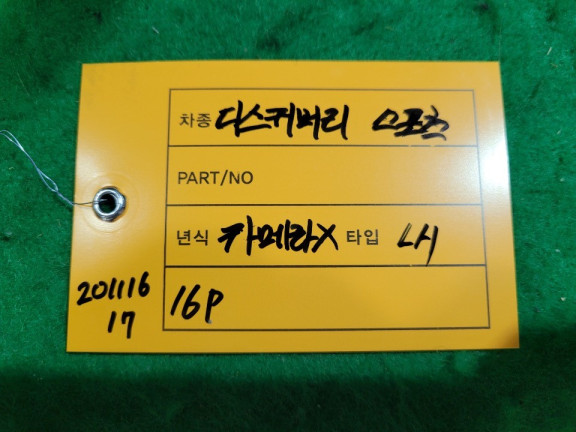 차종 디스커버리 스포츠
PART/NO
년식 카메라X 타입 LH
16P
201116
17